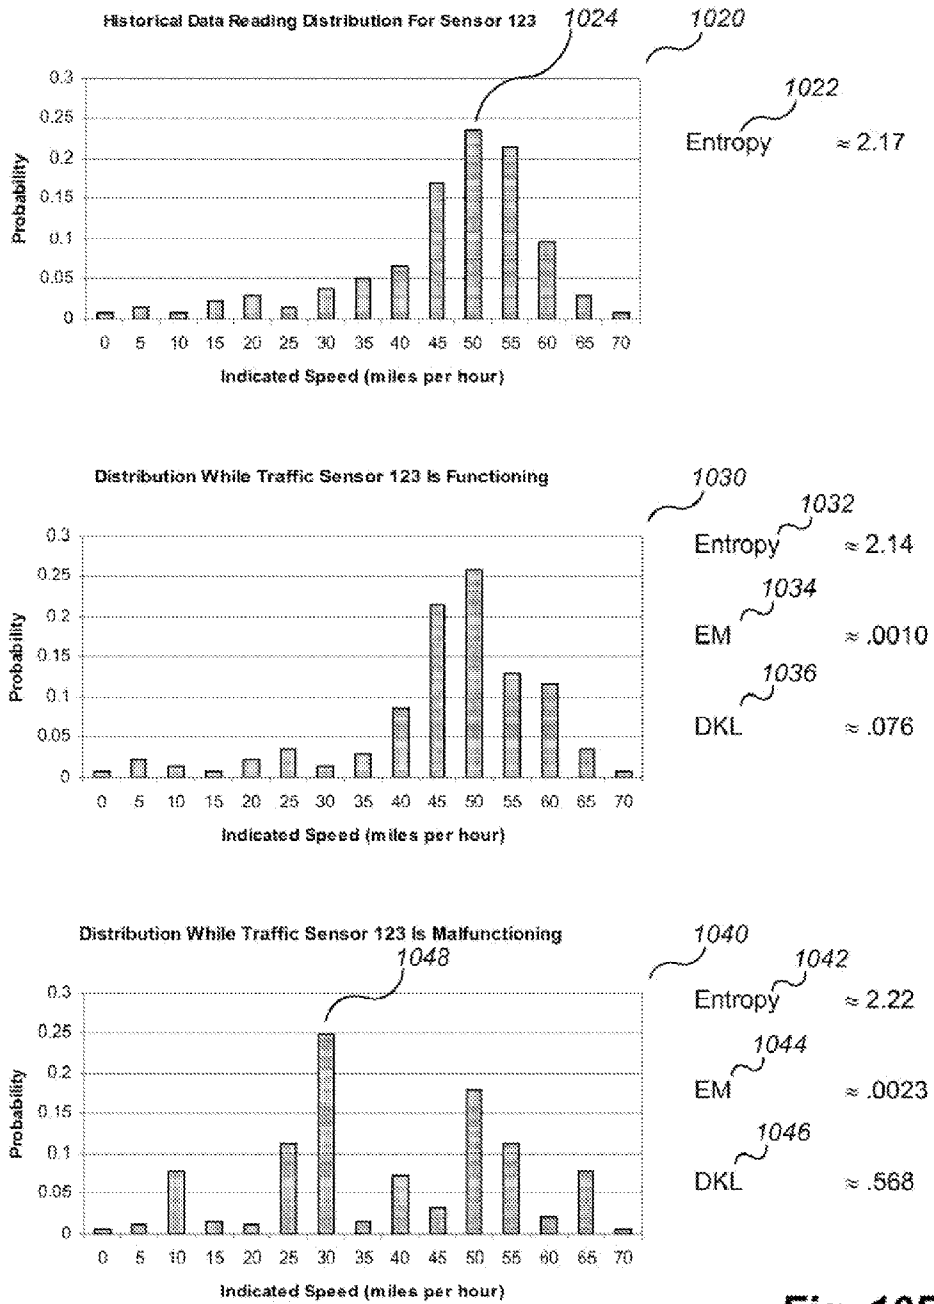 Historical Data Reading Distribution For Sensor 123
1024
1020
0.3
0.25
0.2
0.15
0.1
0.05
0
Probability
0 5 10 15 20 25 30 35 40 45 50 55 60 65 70
Indicated Speed (miles per hour)
1022
Entropy ≈ 2.17
Distribution While Traffic Sensor 123 Is Functioning
1030
0.3
0.25
0.2
0.15
0.1
0.05
0
Probability
0 5 10 15 20 25 30 35 40 45 50 55 60 65 70
Indicated Speed (miles per hour)
1032
Entropy ≈ 2.14
1034
EM ≈ .0010
1036
DKL ≈ .076
Distribution While Traffic Sensor 123 Is Malfunctioning
1048
1040
0.3
0.25
0.2
0.15
0.1
0.05
0
Probability
0 5 10 15 20 25 30 35 40 45 50 55 60 65 70
Indicated Speed (miles per hour)
1042
Entropy ≈ 2.22
1044
EM ≈ .0023
1046
DKL ≈ .568